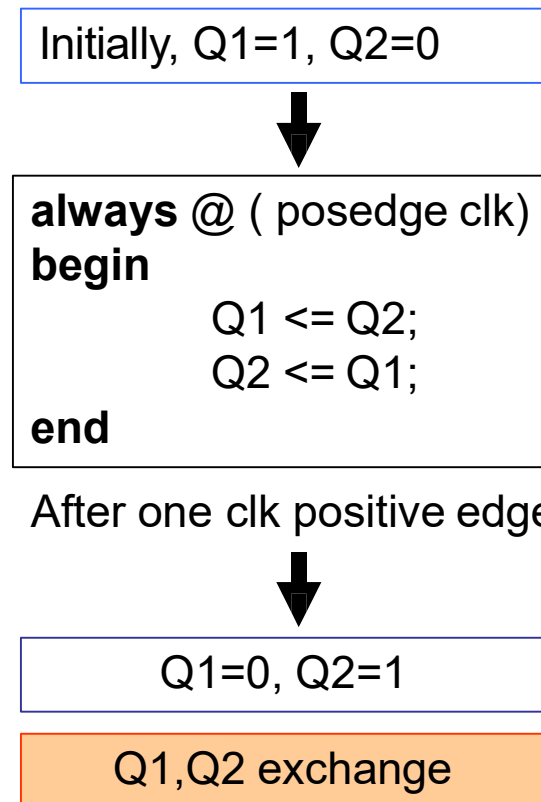 Initially, Q1=1, Q2=0
always @ ( posedge clk)
begin
Q1 <= Q2;
Q2 <= Q1;
end
After one clk positive edge
Q1=0, Q2=1
Q1,Q2 exchange